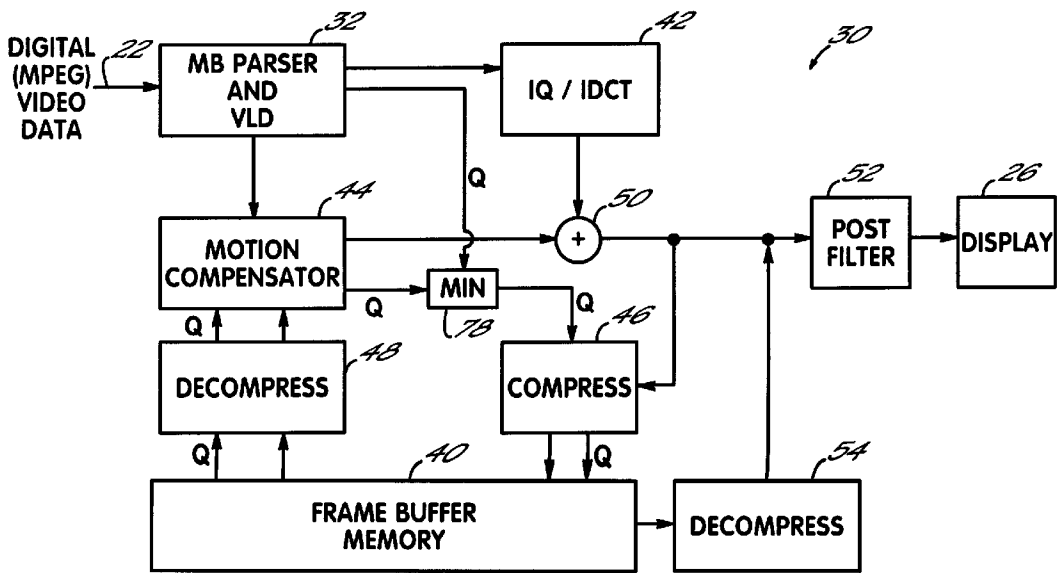 DIGITAL
(MPEG)
VIDEO
DATA
22
32
MB PARSER
AND
VLD
42
IQ / IDCT
30
Q
44
MOTION
COMPENSATOR
+
50
52
POST
FILTER
26
DISPLAY
Q
MIN
78
Q
46
COMPRESS
Q
48
DECOMPRESS
Q
Q
40
FRAME BUFFER
MEMORY
54
DECOMPRESS